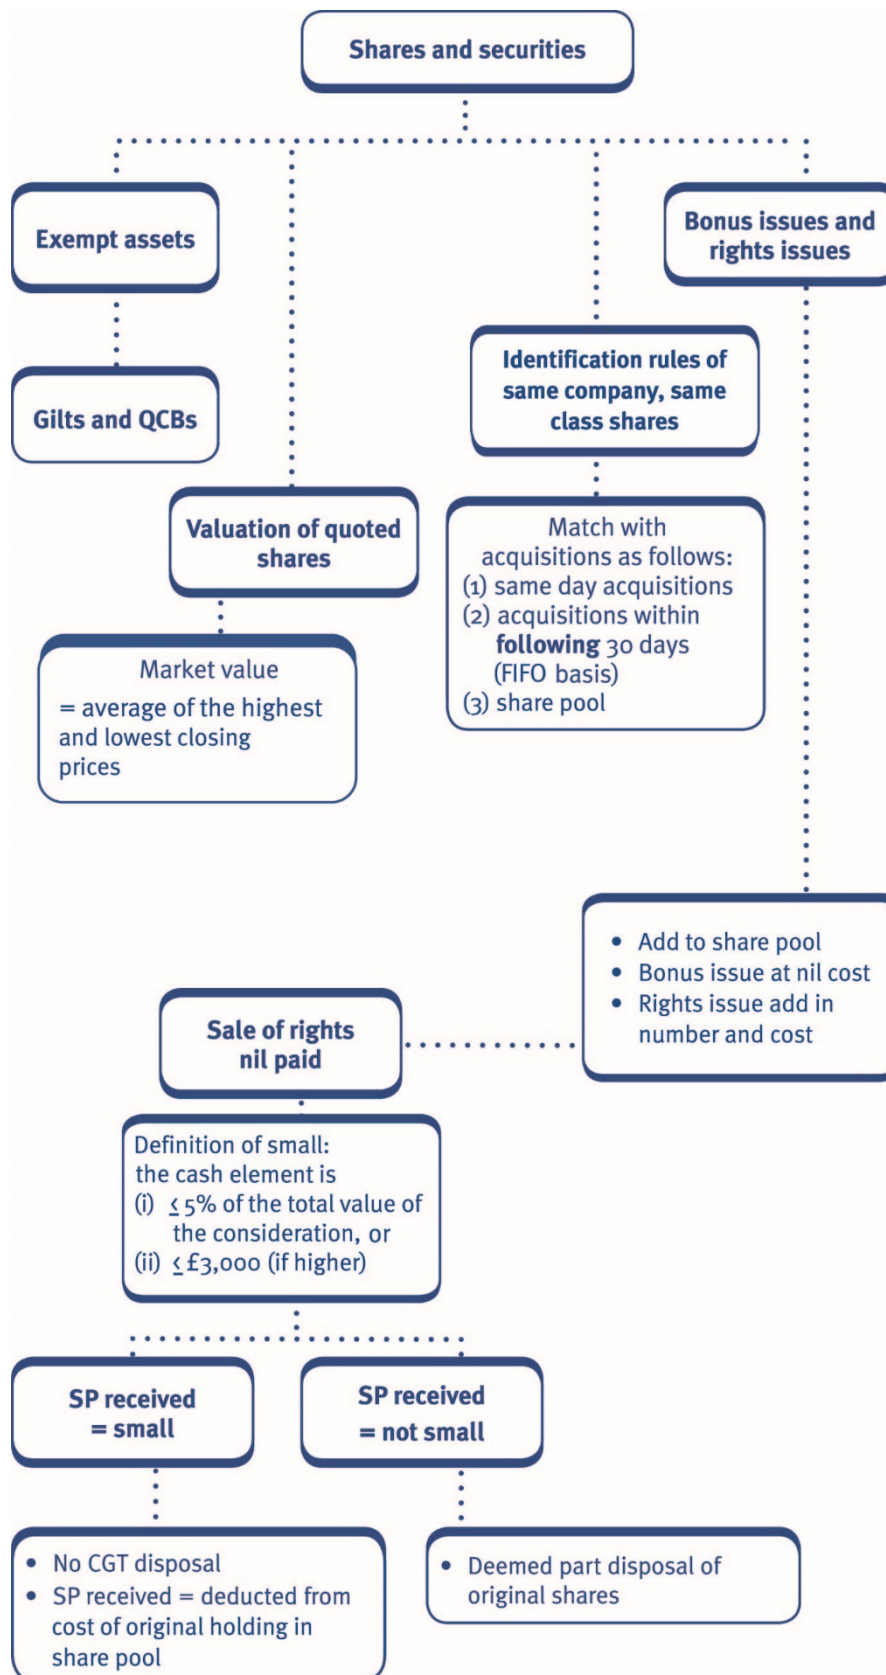 Shares and securities
Exempt assets
Bonus issues and
rights issues
Gilts and QCBs
Identification rules of
same company, same
class shares
Valuation of quoted
shares
Match with
acquisitions as follows:
(1) same day acquisitions
(2) acquisitions within
following 30 days
(FIFO basis)
(3) share pool
Market value
= average of the highest
and lowest closing
prices
• Add to share pool
• Bonus issue at nil cost
• Rights issue add in
number and cost
Sale of rights
nil paid
Definition of small:
the cash element is
(i) ≤ 5% of the total value of
the consideration, or
(ii) ≤ £3,000 (if higher)
SP received
= small
SP received
= not small
• No CGT disposal
• SP received = deducted from
cost of original holding in
share pool
• Deemed part disposal of
original shares